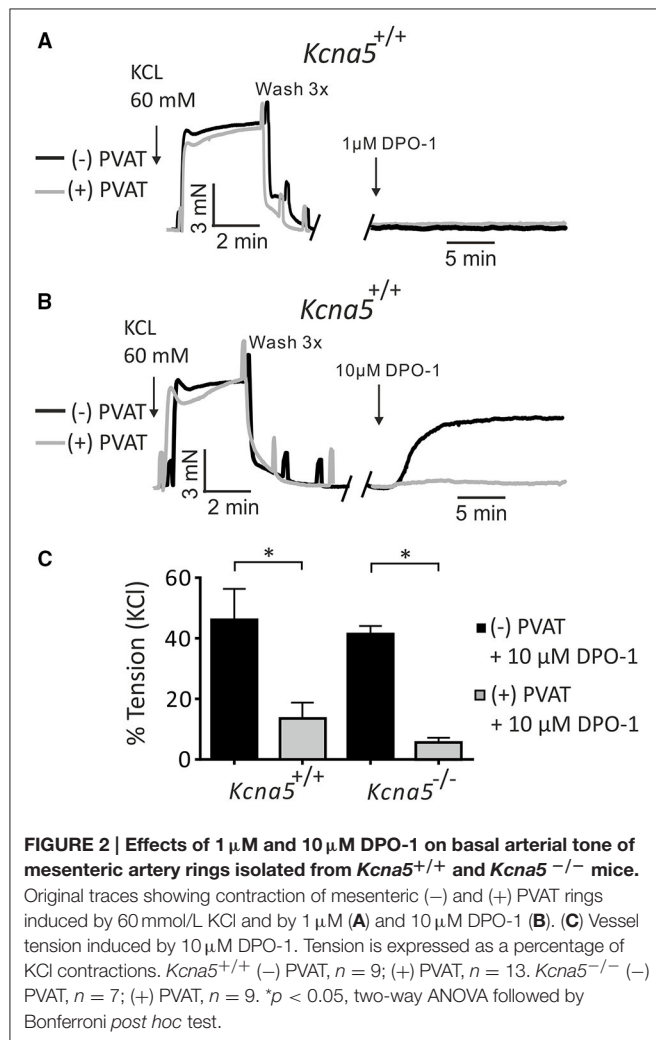 A
Kcna5+/+
KCL
60 mM
Wash 3x
(-) PVAT
(+) PVAT
3 mN
2 min
1µM DPO-1
5 min
B
Kcna5+/+
KCL
60 mM
Wash 3x
(-) PVAT
(+) PVAT
3 mN
2 min
10µM DPO-1
5 min
C
% Tension (KCl)
60
40
20
0
*
*
Kcna5+/+
Kcna5-/-
(-) PVAT
+ 10 µM DPO-1
(+) PVAT
+ 10 µM DPO-1
FIGURE 2 | Effects of 1 µM and 10 µM DPO-1 on basal arterial tone of
mesenteric artery rings isolated from Kcna5+/+ and Kcna5 −/− mice.
Original traces showing contraction of mesenteric (−) and (+) PVAT rings
induced by 60 mmol/L KCl and by 1 µM (A) and 10 µM DPO-1 (B). (C) Vessel
tension induced by 10 µM DPO-1. Tension is expressed as a percentage of
KCl contractions. Kcna5+/+ (−) PVAT, n = 9; (+) PVAT, n = 13. Kcna5−/− (−)
PVAT, n = 7; (+) PVAT, n = 9. *p < 0.05, two-way ANOVA followed by
Bonferroni post hoc test.